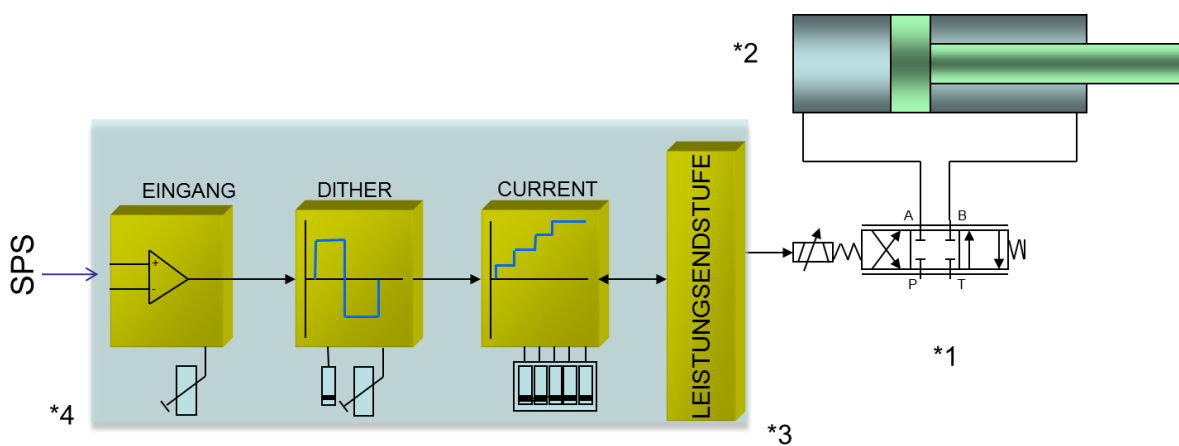 *2
EINGANG
DITHER
CURRENT
LEISTUNGSENDSTUFE
SPS
+
-
A
B
P
T
*1
*4
*3